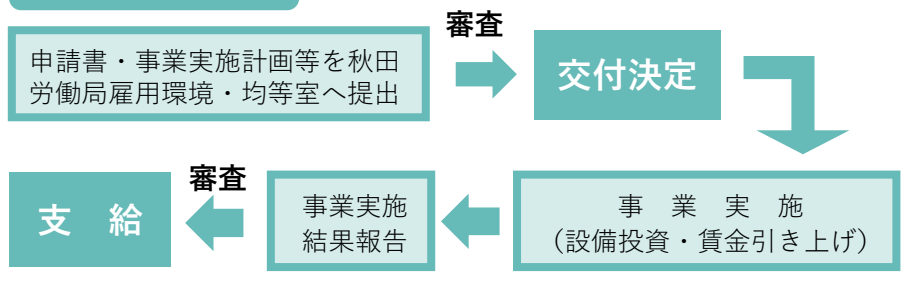 申請書・事業実施計画等を秋田
労働局雇用環境・均等室へ提出
審査
交付決定
事　業　実　施
（設備投資・賃金引き上げ）
事業実施
結果報告
審査
支　給